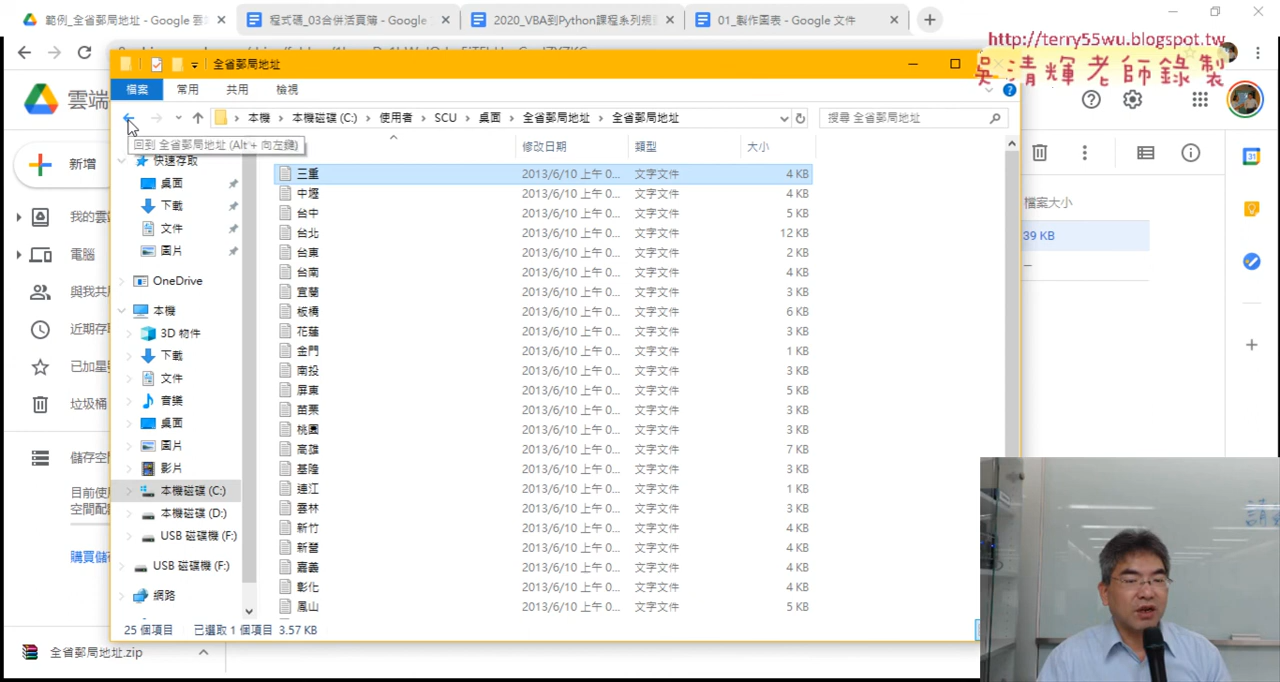 範例_全省郵局地址 - Google 雲
程式碼_03合併活頁簿 - Google
2020_VBA到Python課程系列規
01_製作圖表 - Google 文件
http://terry55wu.blogspot.tw
吳清輝老師錄製
全省郵局地址
檔案
常用
共用
檢視
雲端
本機 > 本機磁碟 (C:) > 使用者 > SCU > 桌面 > 全省郵局地址 > 全省郵局地址
搜尋 全省郵局地址
回到 全省郵局地址 (Alt + 向左鍵)
修改日期
類型
大小
新增
快速存取
桌面
下載
文件
圖片
OneDrive
本機
3D 物件
下載
文件
音樂
桌面
圖片
影片
本機磁碟 (C:)
本機磁碟 (D:)
USB 磁碟機 (F:)
USB 磁碟機 (F:)
網路
三重 2013/6/10 上午 0... 文字文件 4 KB
中壢 2013/6/10 上午 0... 文字文件 4 KB
台中 2013/6/10 上午 0... 文字文件 5 KB
台北 2013/6/10 上午 0... 文字文件 12 KB
台東 2013/6/10 上午 0... 文字文件 2 KB
台南 2013/6/10 上午 0... 文字文件 4 KB
宜蘭 2013/6/10 上午 0... 文字文件 3 KB
板橋 2013/6/10 上午 0... 文字文件 6 KB
花蓮 2013/6/10 上午 0... 文字文件 3 KB
金門 2013/6/10 上午 0... 文字文件 1 KB
南投 2013/6/10 上午 0... 文字文件 3 KB
屏東 2013/6/10 上午 0... 文字文件 5 KB
苗栗 2013/6/10 上午 0... 文字文件 3 KB
桃園 2013/6/10 上午 0... 文字文件 3 KB
高雄 2013/6/10 上午 0... 文字文件 7 KB
基隆 2013/6/10 上午 0... 文字文件 3 KB
連江 2013/6/10 上午 0... 文字文件 1 KB
雲林 2013/6/10 上午 0... 文字文件 3 KB
新竹 2013/6/10 上午 0... 文字文件 4 KB
新營 2013/6/10 上午 0... 文字文件 4 KB
嘉義 2013/6/10 上午 0... 文字文件 3 KB
彰化 2013/6/10 上午 0... 文字文件 4 KB
鳳山 2013/6/10 上午 0... 文字文件 5 KB
25 個項目
已選取 1 個項目 3.57 KB
我的雲
電腦
與我共
近期存
已加星
垃圾桶
儲存空
目前使
空間配
購買儲
檔案大小
39 KB
–
31
全省郵局地址.zip